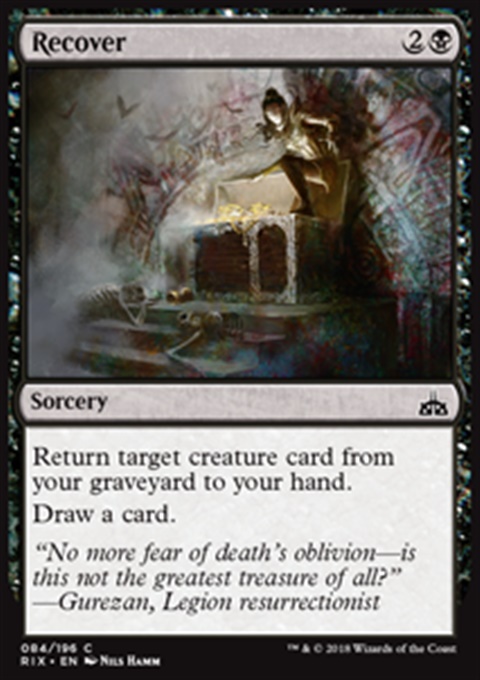 Recover 2
Sorcery
Return target creature card from
your graveyard to your hand.
Draw a card.
“No more fear of death’s oblivion—is
this not the greatest treasure of all?”
—Gurezan, Legion resurrectionist
084/196 C
RIX • EN Nils Hamm
™ & © 2018 Wizards of the Coast